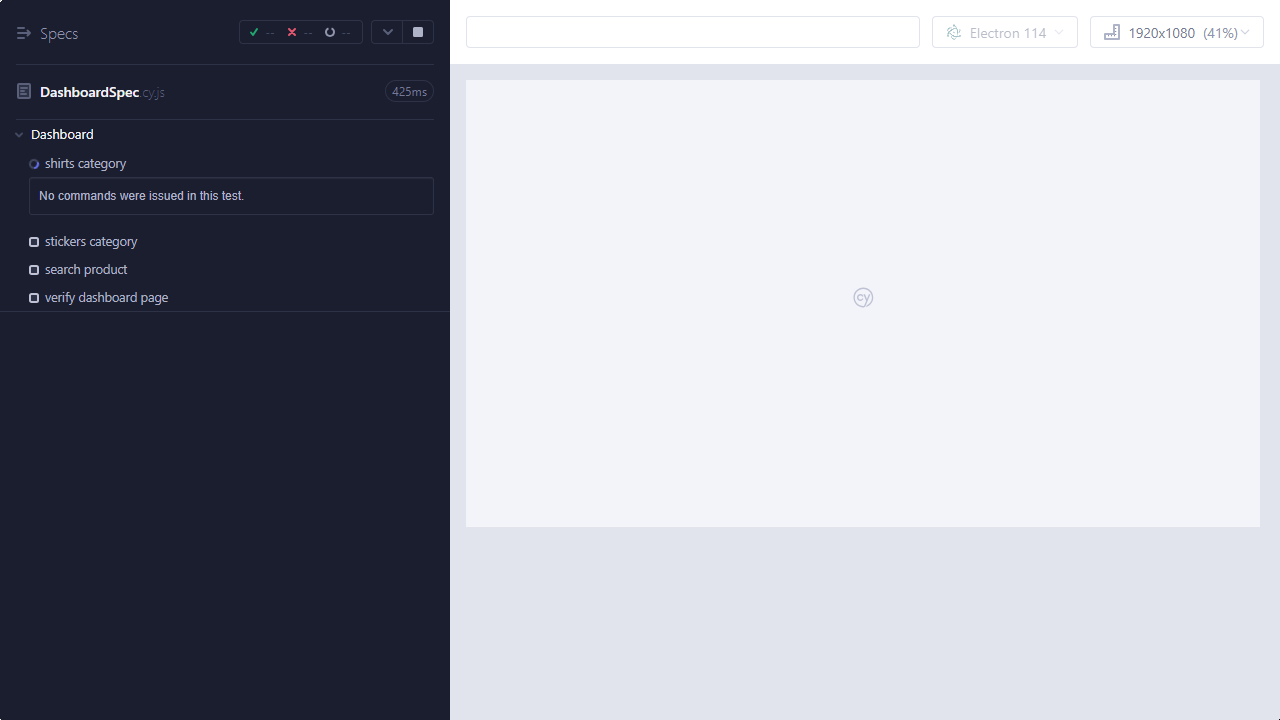 Specs
--
--
--
DashboardSpec.cy.js
425ms
Dashboard
shirts category
No commands were issued in this test.
stickers category
search product
verify dashboard page
Electron 114
1920x1080 (41%)
cy